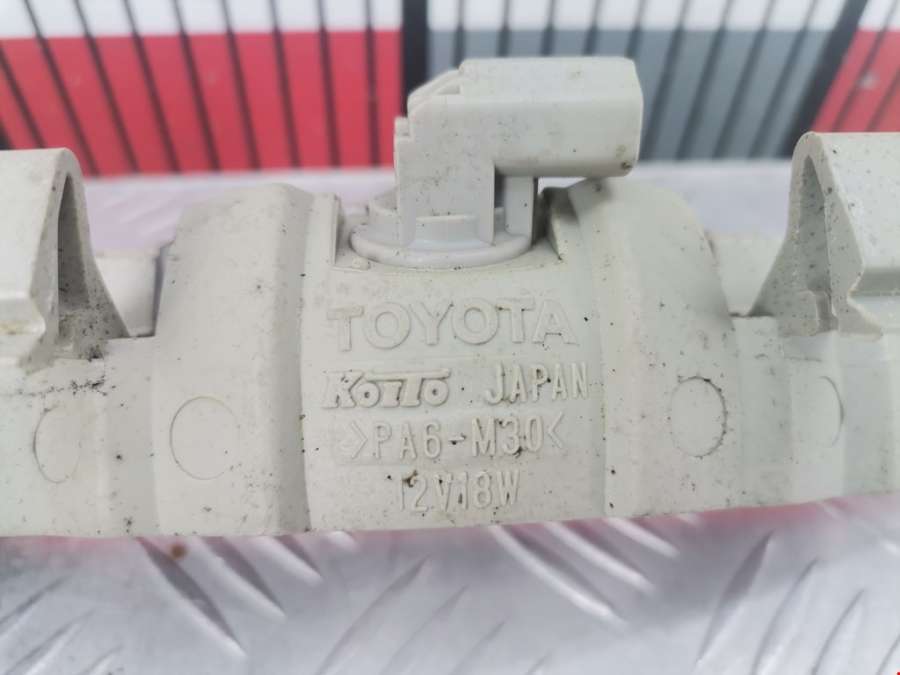 TOYOTA
KOITO JAPAN
>PA6-M30<
12V18W